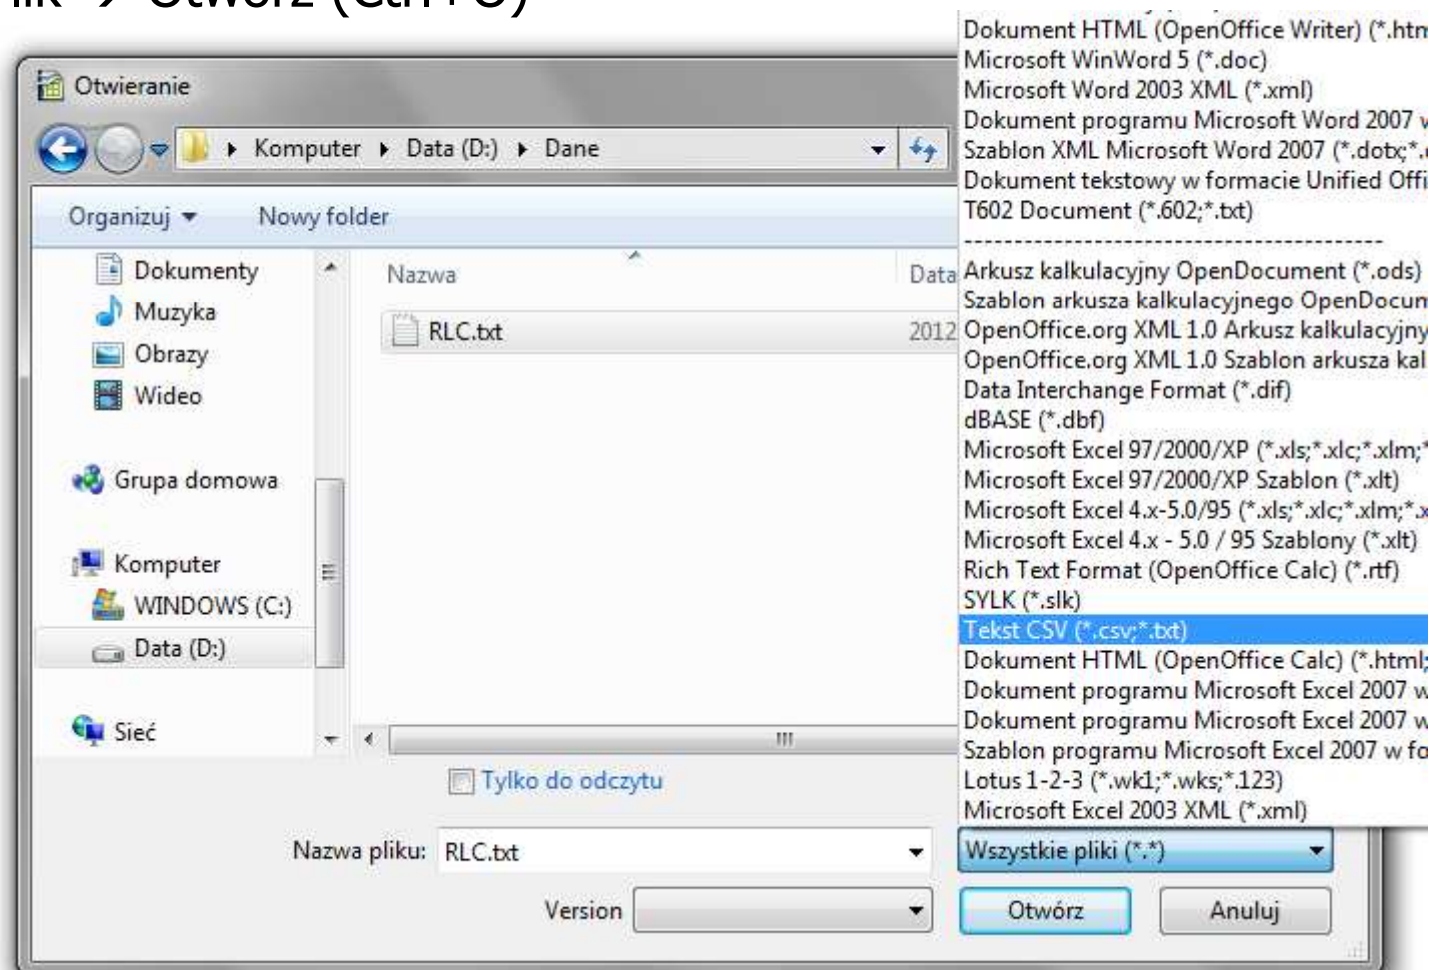 lik → Otwórz (Ctrl+O)
Otwieranie
Komputer Data (D:) Dane
Organizuj Nowy folder
Dokumenty
Muzyka
Obrazy
Wideo
Grupa domowa
Komputer
WINDOWS (C:)
Data (D:)
Sieć
Nazwa Data
RLC.txt 2012
Dokument HTML (OpenOffice Writer) (*.htm
Microsoft WinWord 5 (*.doc)
Microsoft Word 2003 XML (*.xml)
Dokument programu Microsoft Word 2007 w
Szablon XML Microsoft Word 2007 (*.dotx;*.
Dokument tekstowy w formacie Unified Offi
T602 Document (*.602;*.txt)
------------------------------------------
Arkusz kalkulacyjny OpenDocument (*.ods)
Szablon arkusza kalkulacyjnego OpenDocum
OpenOffice.org XML 1.0 Arkusz kalkulacyjny
OpenOffice.org XML 1.0 Szablon arkusza kal
Data Interchange Format (*.dif)
dBASE (*.dbf)
Microsoft Excel 97/2000/XP (*.xls;*.xlc;*.xlm;*
Microsoft Excel 97/2000/XP Szablon (*.xlt)
Microsoft Excel 4.x-5.0/95 (*.xls;*.xlc;*.xlm;*.x
Microsoft Excel 4.x - 5.0 / 95 Szablony (*.xlt)
Rich Text Format (OpenOffice Calc) (*.rtf)
SYLK (*.slk)
Tekst CSV (*.csv;*.txt)
Dokument HTML (OpenOffice Calc) (*.html;
Dokument programu Microsoft Excel 2007 w
Dokument programu Microsoft Excel 2007 w
Szablon programu Microsoft Excel 2007 w fo
Lotus 1-2-3 (*.wk1;*.wks;*.123)
Microsoft Excel 2003 XML (*.xml)
Tylko do odczytu
Nazwa pliku: RLC.txt Wszystkie pliki (*.*)
Version Otwórz Anuluj